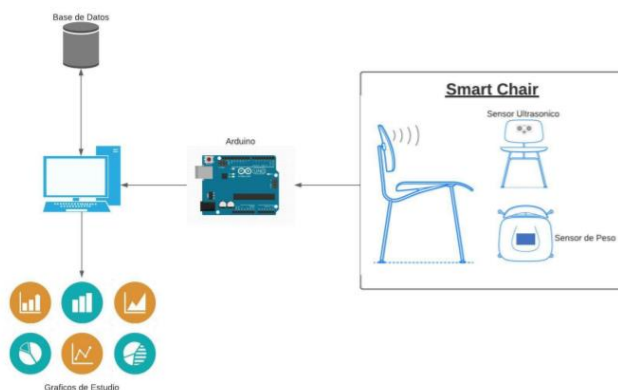 Base de Datos
Smart Chair
Sensor Ultrasonico
Arduino
Sensor de Peso
Graficos de Estudio